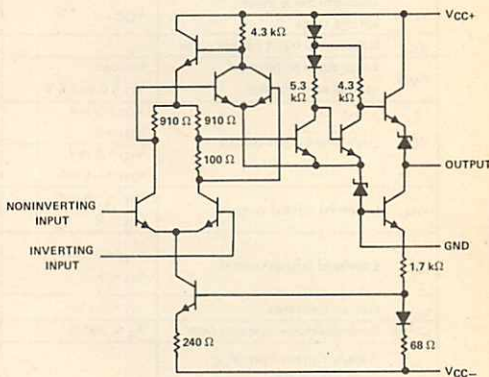 VCC+
4.3 kΩ
5.3 kΩ
4.3 kΩ
910 Ω
910 Ω
100 Ω
OUTPUT
NONINVERTING INPUT
GND
INVERTING INPUT
1.7 kΩ
240 Ω
68 Ω
VCC−